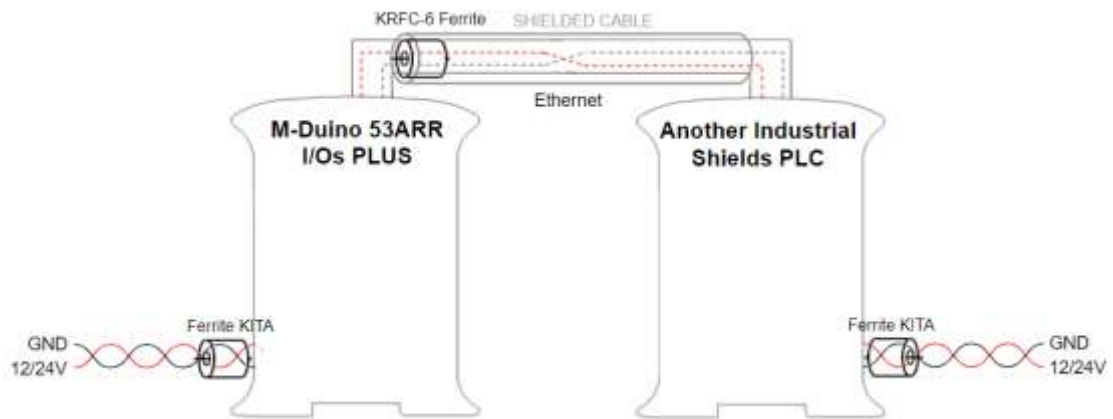 KRFC-6 Ferrite
SHIELDED CABLE
Ethernet
M-Duino 53ARR
I/Os PLUS
Another Industrial
Shields PLC
Ferrite KITA
GND
12/24V
Ferrite KITA
GND
12/24V